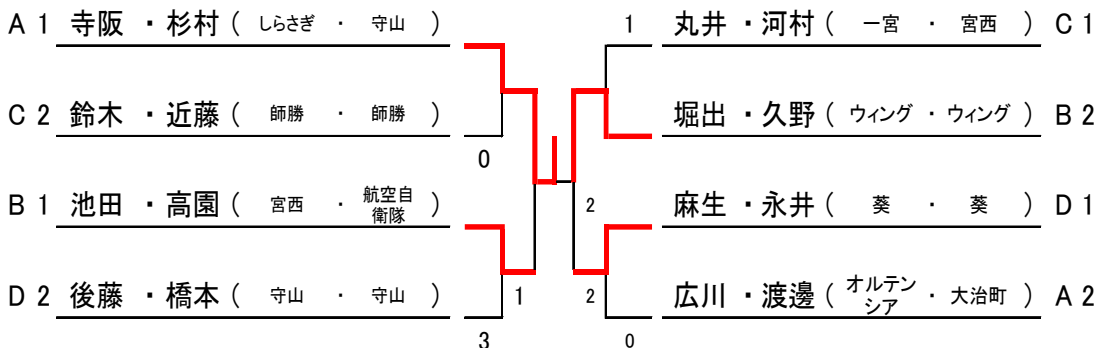 A 1 寺阪 ・ 杉村 ( しらさぎ ・ 守山 )
C 2 鈴木 ・ 近藤 ( 師勝 ・ 師勝 )
0
B 1 池田 ・ 高園 ( 宮西 ・ 航空自衛隊 )
D 2 後藤 ・ 橋本 ( 守山 ・ 守山 )
1
3
1 丸井 ・ 河村 ( 一宮 ・ 宮西 ) C 1
堀出 ・ 久野 ( ウィング ・ ウィング ) B 2
2 麻生 ・ 永井 ( 葵 ・ 葵 ) D 1
2 広川 ・ 渡邊 ( オルテンシア ・ 大治町 ) A 2
0